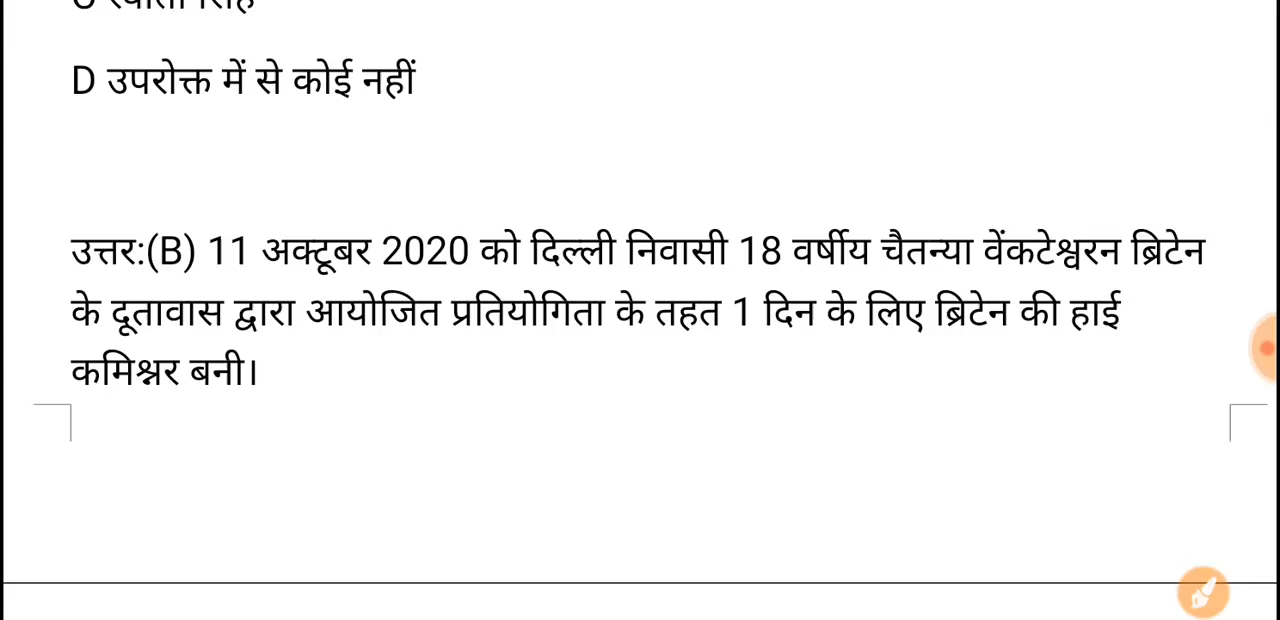 D उपरोक्त में से कोई नहीं
उत्तर:(B) 11 अक्टूबर 2020 को दिल्ली निवासी 18 वर्षीय चैतन्या वेंकटेश्वरन ब्रिटेन
के दूतावास द्वारा आयोजित प्रतियोगिता के तहत 1 दिन के लिए ब्रिटेन की हाई
कमिश्नर बनी।